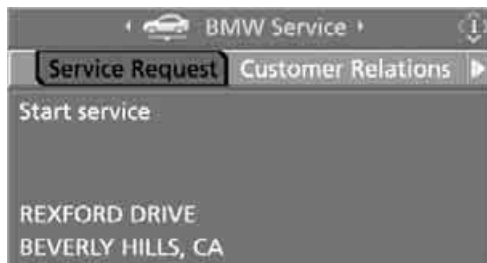 BMW Service
Service Request Customer Relations
Start service
REXFORD DRIVE
BEVERLY HILLS, CA